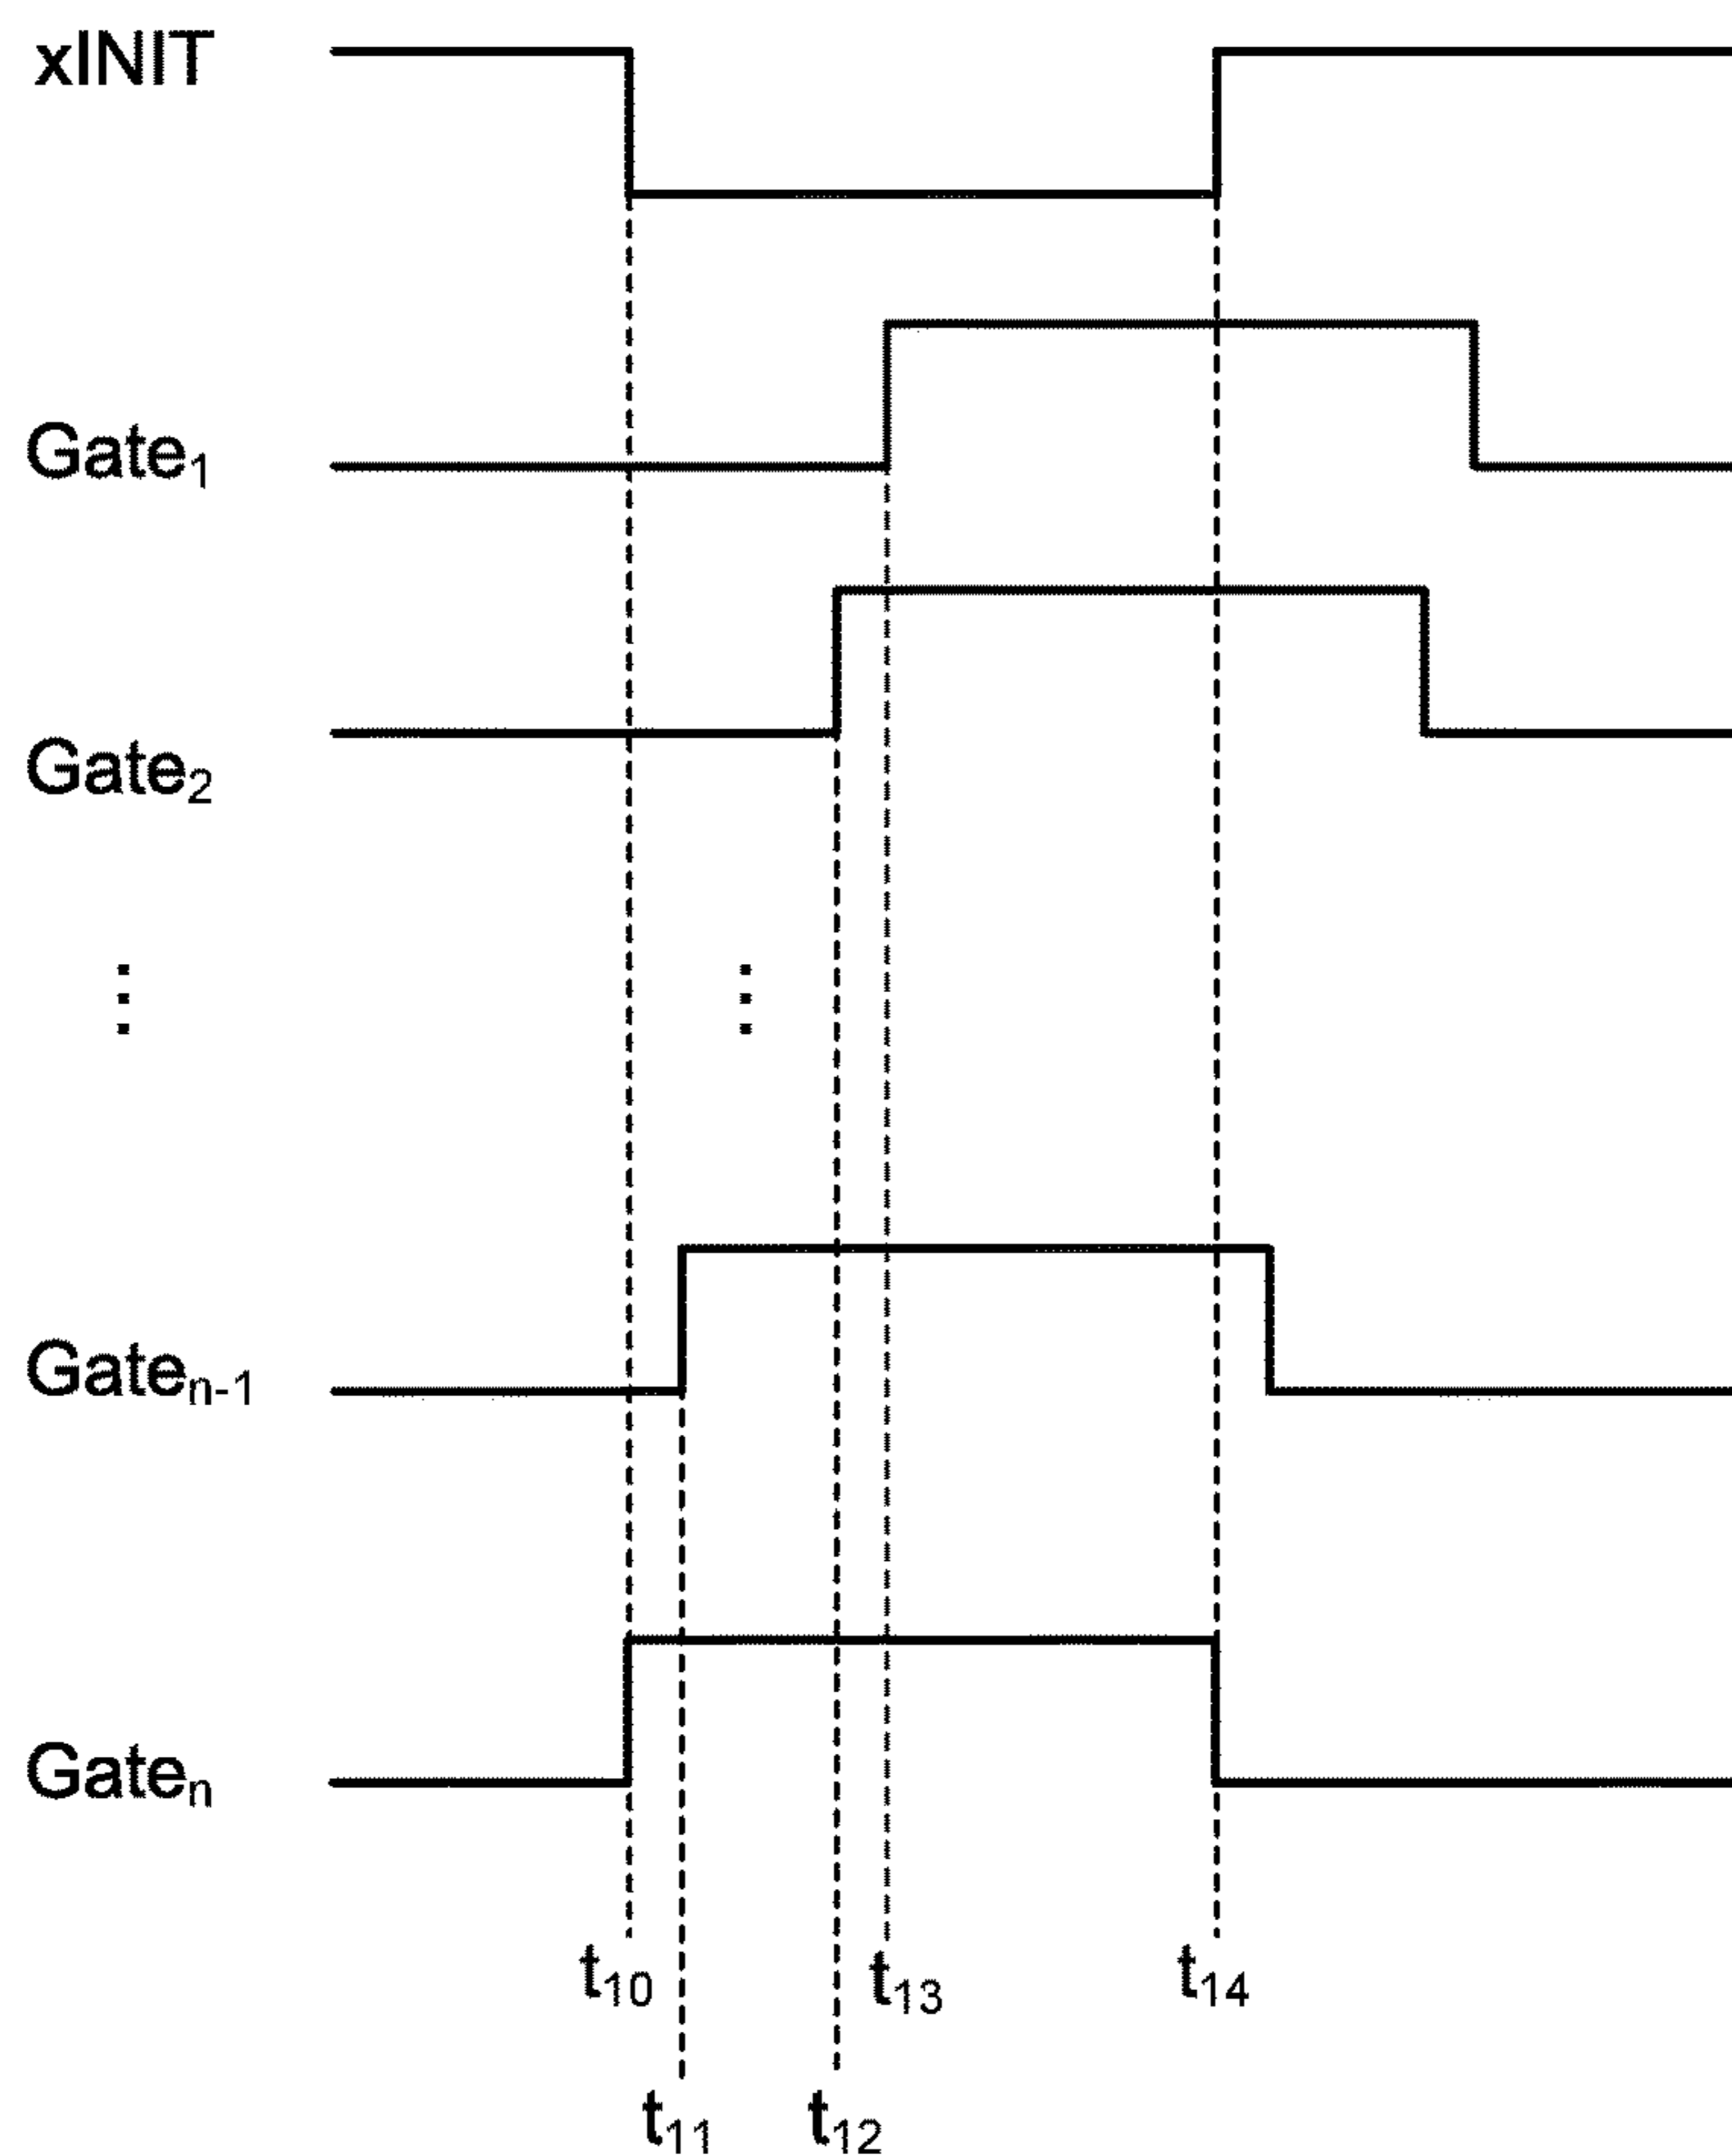 xINIT
Gate1
Gate2
⋮ ⋮
Gaten-1
Gaten
t10 t13 t14
t11 t12